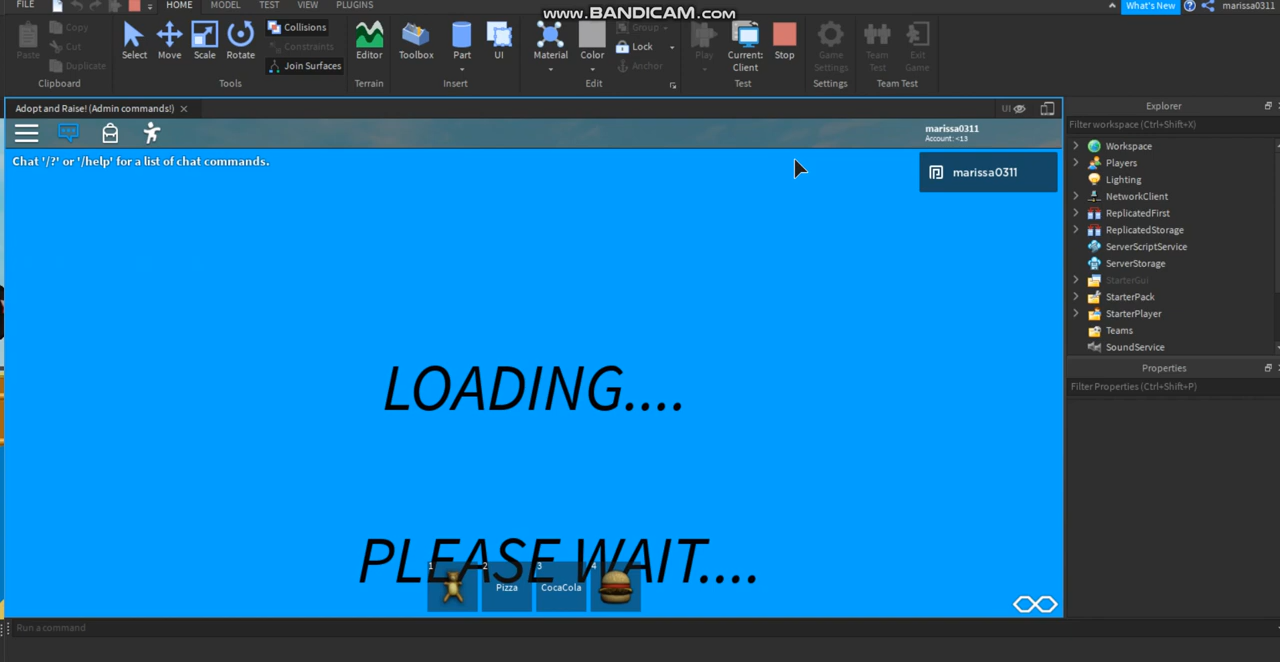 FILE HOME MODEL TEST VIEW PLUGINS www.BANDICAM.com What's New marissa0311
Paste Copy Cut Duplicate Select Move Scale Rotate Collisions Constraints Join Surfaces Editor Toolbox Part UI Material Color Group Lock Anchor Play Current: Client Stop Game Settings Team Test Exit Game
Clipboard Tools Terrain Insert Edit Test Settings Team Test
Adopt and Raise! (Admin commands!) UI
marissa0311
Account: <13
Chat '/?' or '/help' for a list of chat commands.
marissa0311
LOADING....
PLEASE WAIT....
1 2 3 4
Pizza CocaCola
Run a command
Explorer
Filter workspace (Ctrl+Shift+X)
Workspace
Players
Lighting
NetworkClient
ReplicatedFirst
ReplicatedStorage
ServerScriptService
ServerStorage
StarterGui
StarterPack
StarterPlayer
Teams
SoundService
Properties
Filter Properties (Ctrl+Shift+P)